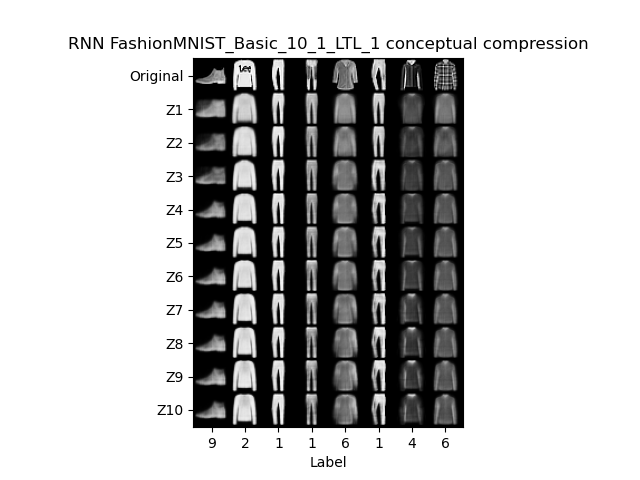 RNN FashionMNIST_Basic_10_1_LTL_1 conceptual compression
Original
Lee
Z1
Z2
Z3
Z4
Z5
Z6
Z7
Z8
Z9
Z10
9 2 1 1 6 1 4 6
Label